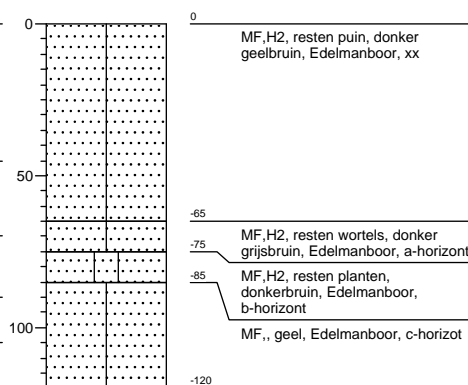 0
0
MF,H2, resten puin, donker
geelbruin, Edelmanboor, xx
50
-65
MF,H2, resten wortels, donker
grijsbruin, Edelmanboor, a-horizont
-75
MF,H2, resten planten,
donkerbruin, Edelmanboor,
b-horizont
-85
MF,, geel, Edelmanboor, c-horizot
100
-120